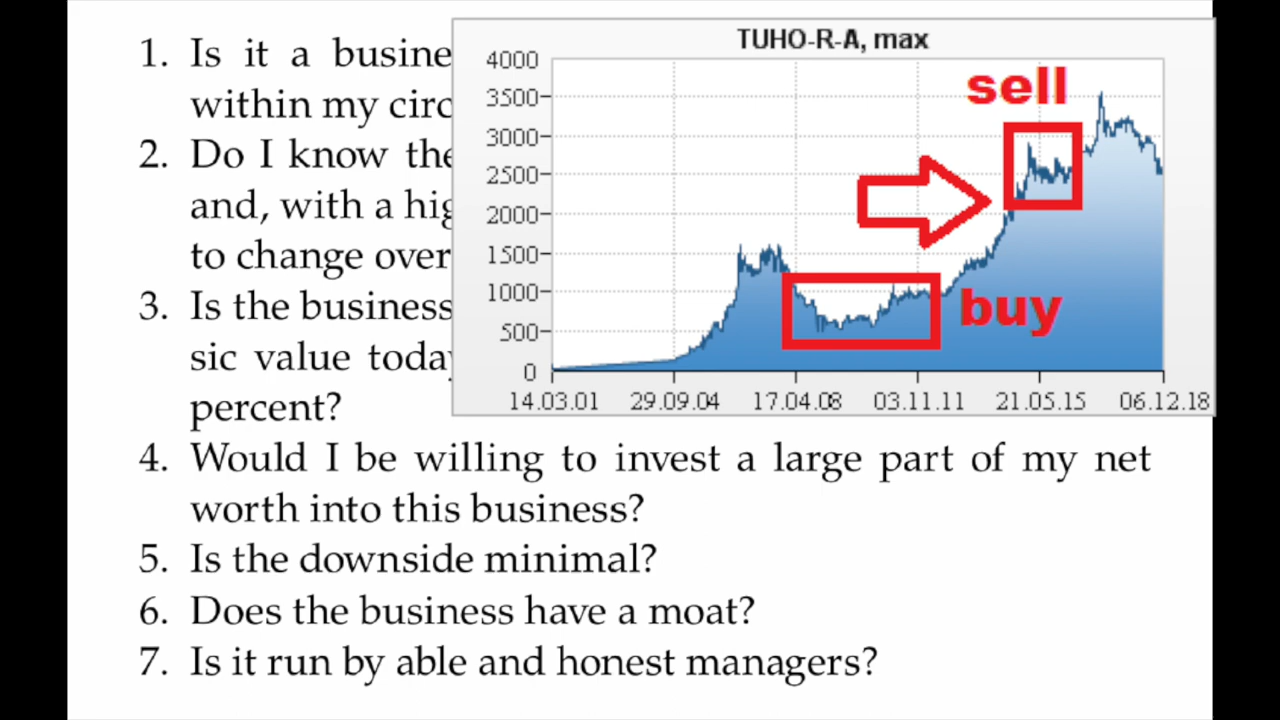 1. Is it a busine
within my circ
2. Do I know the
and, with a hig
to change over
3. Is the business
sic value today
percent?
4. Would I be willing to invest a large part of my net
worth into this business?
5. Is the downside minimal?
6. Does the business have a moat?
7. Is it run by able and honest managers?
TUHO-R-A, max
4000
3500
3000
2500
2000
1500
1000
500
0
sell
buy
14.03.01 29.09.04 17.04.08 03.11.11 21.05.15 06.12.18